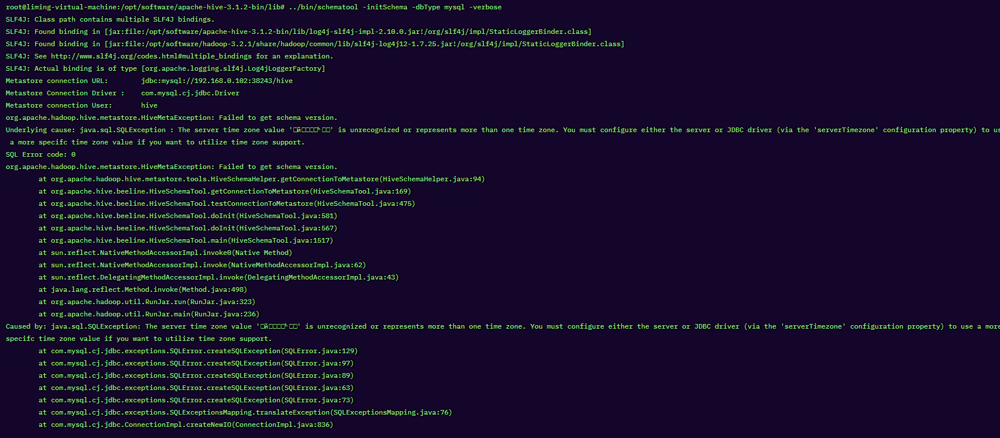 root@liming-virtual-machine:/opt/software/apache-hive-3.1.2-bin/lib# ../bin/schematool -initSchema -dbType mysql -verbose
SLF4J: Class path contains multiple SLF4J bindings.
SLF4J: Found binding in [jar:file:/opt/software/apache-hive-3.1.2-bin/lib/log4j-slf4j-impl-2.10.0.jar!/org/slf4j/impl/StaticLoggerBinder.class]
SLF4J: Found binding in [jar:file:/opt/software/hadoop-3.2.1/share/hadoop/common/lib/slf4j-log4j12-1.7.25.jar!/org/slf4j/impl/StaticLoggerBinder.class]
SLF4J: See http://www.slf4j.org/codes.html#multiple_bindings for an explanation.
SLF4J: Actual binding is of type [org.apache.logging.slf4j.Log4jLoggerFactory]
Metastore connection URL: jdbc:mysql://192.168.0.102:38243/hive
Metastore Connection Driver : com.mysql.cj.jdbc.Driver
Metastore connection User: hive
org.apache.hadoop.hive.metastore.HiveMetaException: Failed to get schema version.
Underlying cause: java.sql.SQLException : The server time zone value '' is unrecognized or represents more than one time zone. You must configure either the server or JDBC driver (via the 'serverTimezone' configuration property) to us
a more specifc time zone value if you want to utilize time zone support.
SQL Error code: 0
org.apache.hadoop.hive.metastore.HiveMetaException: Failed to get schema version.
at org.apache.hadoop.hive.metastore.tools.HiveSchemaHelper.getConnectionToMetastore(HiveSchemaHelper.java:94)
at org.apache.hive.beeline.HiveSchemaTool.getConnectionToMetastore(HiveSchemaTool.java:169)
at org.apache.hive.beeline.HiveSchemaTool.testConnectionToMetastore(HiveSchemaTool.java:475)
at org.apache.hive.beeline.HiveSchemaTool.doInit(HiveSchemaTool.java:581)
at org.apache.hive.beeline.HiveSchemaTool.doInit(HiveSchemaTool.java:567)
at org.apache.hive.beeline.HiveSchemaTool.main(HiveSchemaTool.java:1517)
at sun.reflect.NativeMethodAccessorImpl.invoke0(Native Method)
at sun.reflect.NativeMethodAccessorImpl.invoke(NativeMethodAccessorImpl.java:62)
at sun.reflect.DelegatingMethodAccessorImpl.invoke(DelegatingMethodAccessorImpl.java:43)
at java.lang.reflect.Method.invoke(Method.java:498)
at org.apache.hadoop.util.RunJar.run(RunJar.java:323)
at org.apache.hadoop.util.RunJar.main(RunJar.java:236)
Caused by: java.sql.SQLException: The server time zone value '' is unrecognized or represents more than one time zone. You must configure either the server or JDBC driver (via the 'serverTimezone' configuration property) to use a more
specifc time zone value if you want to utilize time zone support.
at com.mysql.cj.jdbc.exceptions.SQLError.createSQLException(SQLError.java:129)
at com.mysql.cj.jdbc.exceptions.SQLError.createSQLException(SQLError.java:97)
at com.mysql.cj.jdbc.exceptions.SQLError.createSQLException(SQLError.java:89)
at com.mysql.cj.jdbc.exceptions.SQLError.createSQLException(SQLError.java:63)
at com.mysql.cj.jdbc.exceptions.SQLError.createSQLException(SQLError.java:73)
at com.mysql.cj.jdbc.exceptions.SQLExceptionsMapping.translateException(SQLExceptionsMapping.java:76)
at com.mysql.cj.jdbc.ConnectionImpl.createNewIO(ConnectionImpl.java:836)